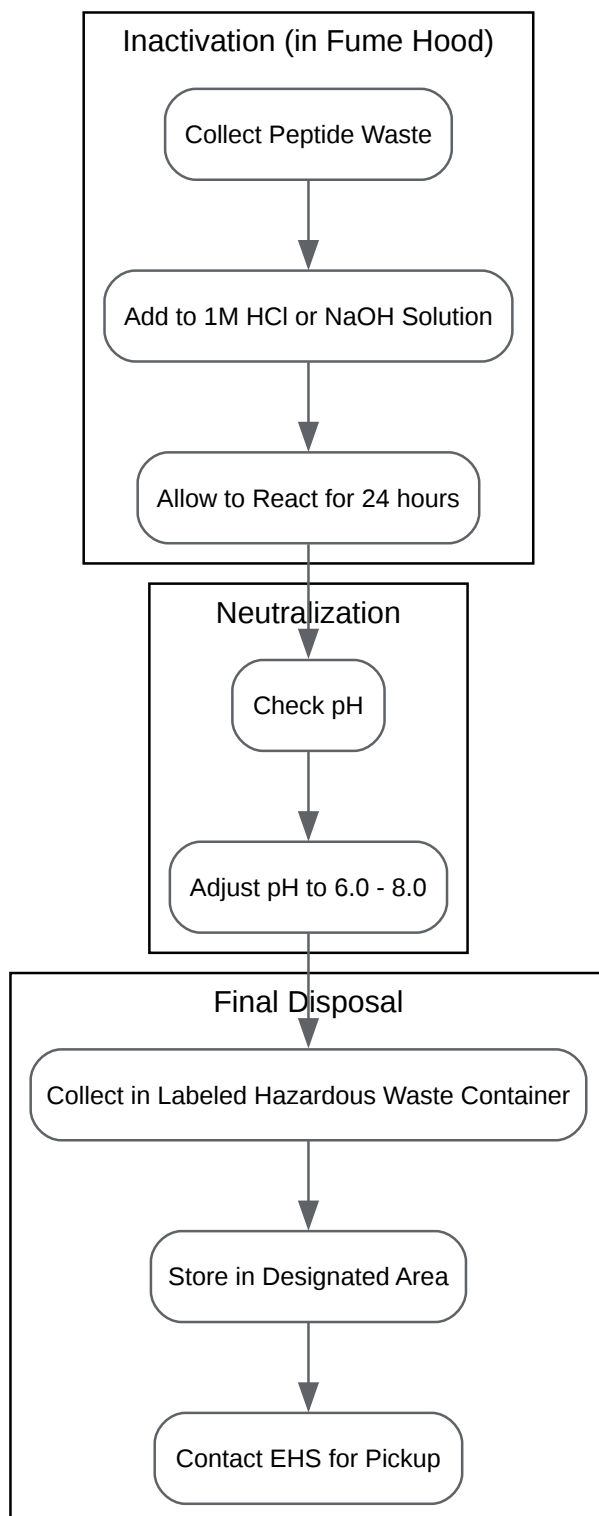 Inactivation (in Fume Hood)
Collect Peptide Waste
Add to 1M HCl or NaOH Solution
Allow to React for 24 hours
Neutralization
Check pH
Adjust pH to 6.0 - 8.0
Final Disposal
Collect in Labeled Hazardous Waste Container
Store in Designated Area
Contact EHS for Pickup